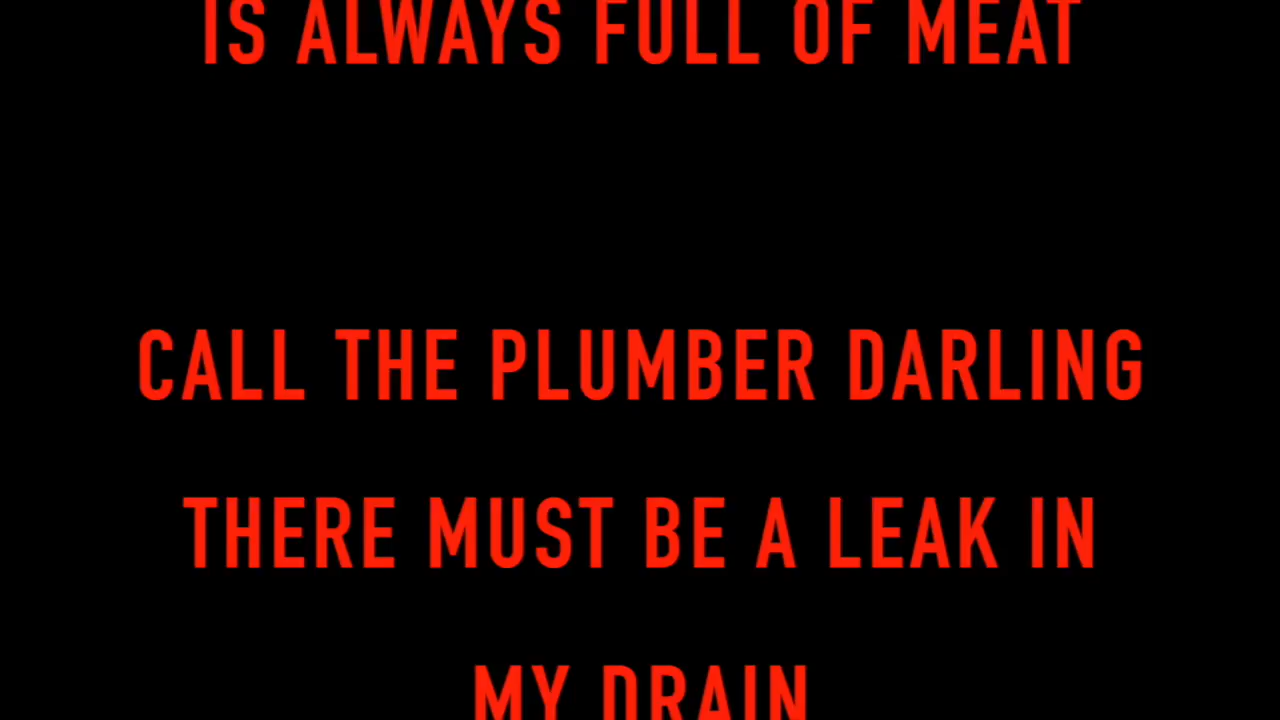 IS ALWAYS FULL OF MEAT
CALL THE PLUMBER DARLING
THERE MUST BE A LEAK IN
MY DRAIN